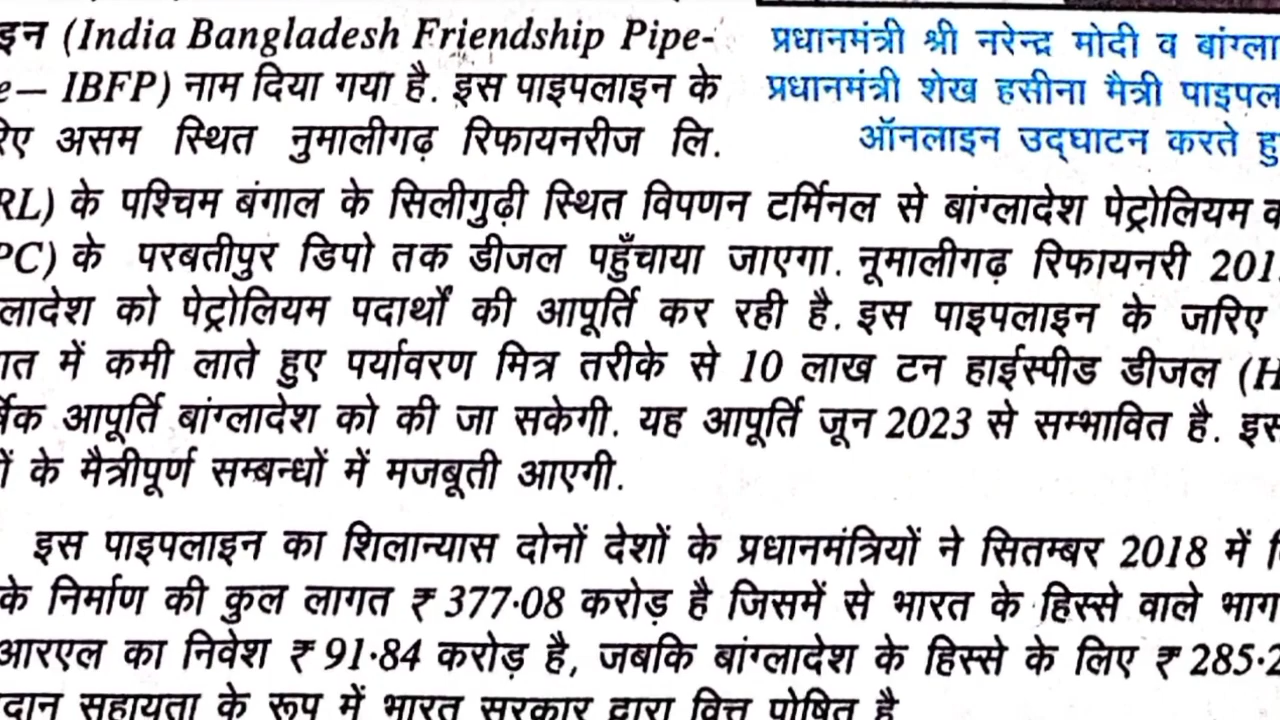 इन (India Bangladesh Friendship Pipe-
e– IBFP) नाम दिया गया है. इस पाइपलाइन के
रिए असम स्थित नुमालीगढ़ रिफायनरीज लि.
प्रधानमंत्री श्री नरेन्द्र मोदी व बांग्ला
प्रधानमंत्री शेख हसीना मैत्री पाइपल
ऑनलाइन उद्घाटन करते हु
RL) के पश्चिम बंगाल के सिलीगुढ़ी स्थित विपणन टर्मिनल से बांग्लादेश पेट्रोलियम
PC) के परबतीपुर डिपो तक डीजल पहुँचाया जाएगा. नूमालीगढ़ रिफायनरी 201
लादेश को पेट्रोलियम पदार्थों की आपूर्ति कर रही है. इस पाइपलाइन के जरिए
ात में कमी लाते हुए पर्यावरण मित्र तरीके से 10 लाख टन हाईस्पीड डीजल (H
र्षिक आपूर्ति बांग्लादेश को की जा सकेगी. यह आपूर्ति जून 2023 से सम्भावित है. इस
ों के मैत्रीपूर्ण सम्बन्धों में मजबूती आएगी.
इस पाइपलाइन का शिलान्यास दोनों देशों के प्रधानमंत्रियों ने सितम्बर 2018 में
के निर्माण की कुल लागत ₹ 377·08 करोड़ है जिसमें से भारत के हिस्से वाले भाग
आरएल का निवेश ₹ 91·84 करोड़ है, जबकि बांग्लादेश के हिस्से के लिए ₹ 285·2
दान सहायता के रूप में भारत सरकार द्वारा वित्त पोषित है